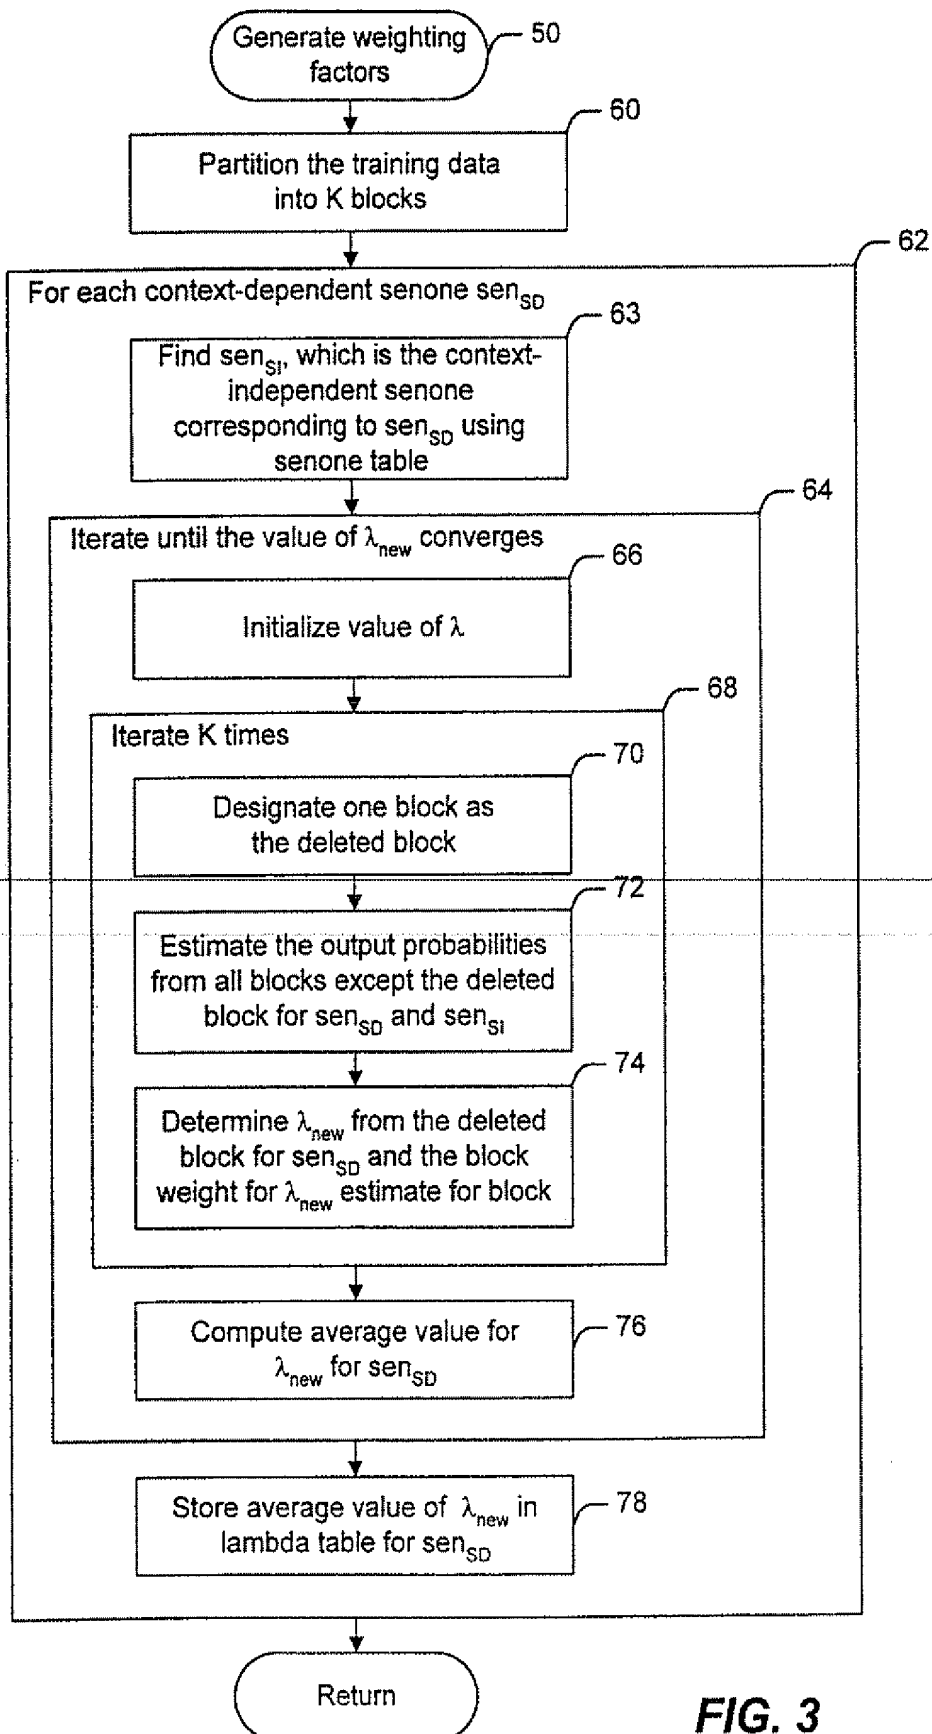 Generate weighting
factors
50
60
Partition the training data
into K blocks
62
For each context-dependent senone sen_SD
63
Find sen_SI, which is the context-
independent senone
corresponding to sen_SD using
senone table
64
Iterate until the value of λ_new converges
66
Initialize value of λ
68
Iterate K times
70
Designate one block as
the deleted block
72
Estimate the output probabilities
from all blocks except the deleted
block for sen_SD and sen_SI
74
Determine λ_new from the deleted
block for sen_SD and the block
weight for λ_new estimate for block
Compute average value for
λ_new for sen_SD
76
Store average value of λ_new in
lambda table for sen_SD
78
Return
FIG. 3